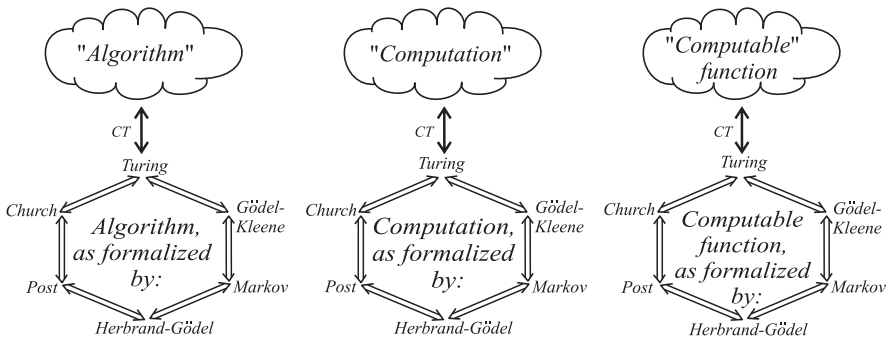 "Algorithm"
CT
Turing
Church
Gödel-
Kleene
Algorithm,
as formalized
by:
Post
Markov
Herbrand-Gödel
"Computation"
CT
Turing
Church
Gödel-
Kleene
Computation,
as formalized
by:
Post
Markov
Herbrand-Gödel
"Computable"
function
CT
Turing
Church
Gödel-
Kleene
Computable
function,
as formalized
by:
Post
Markov
Herbrand-Gödel